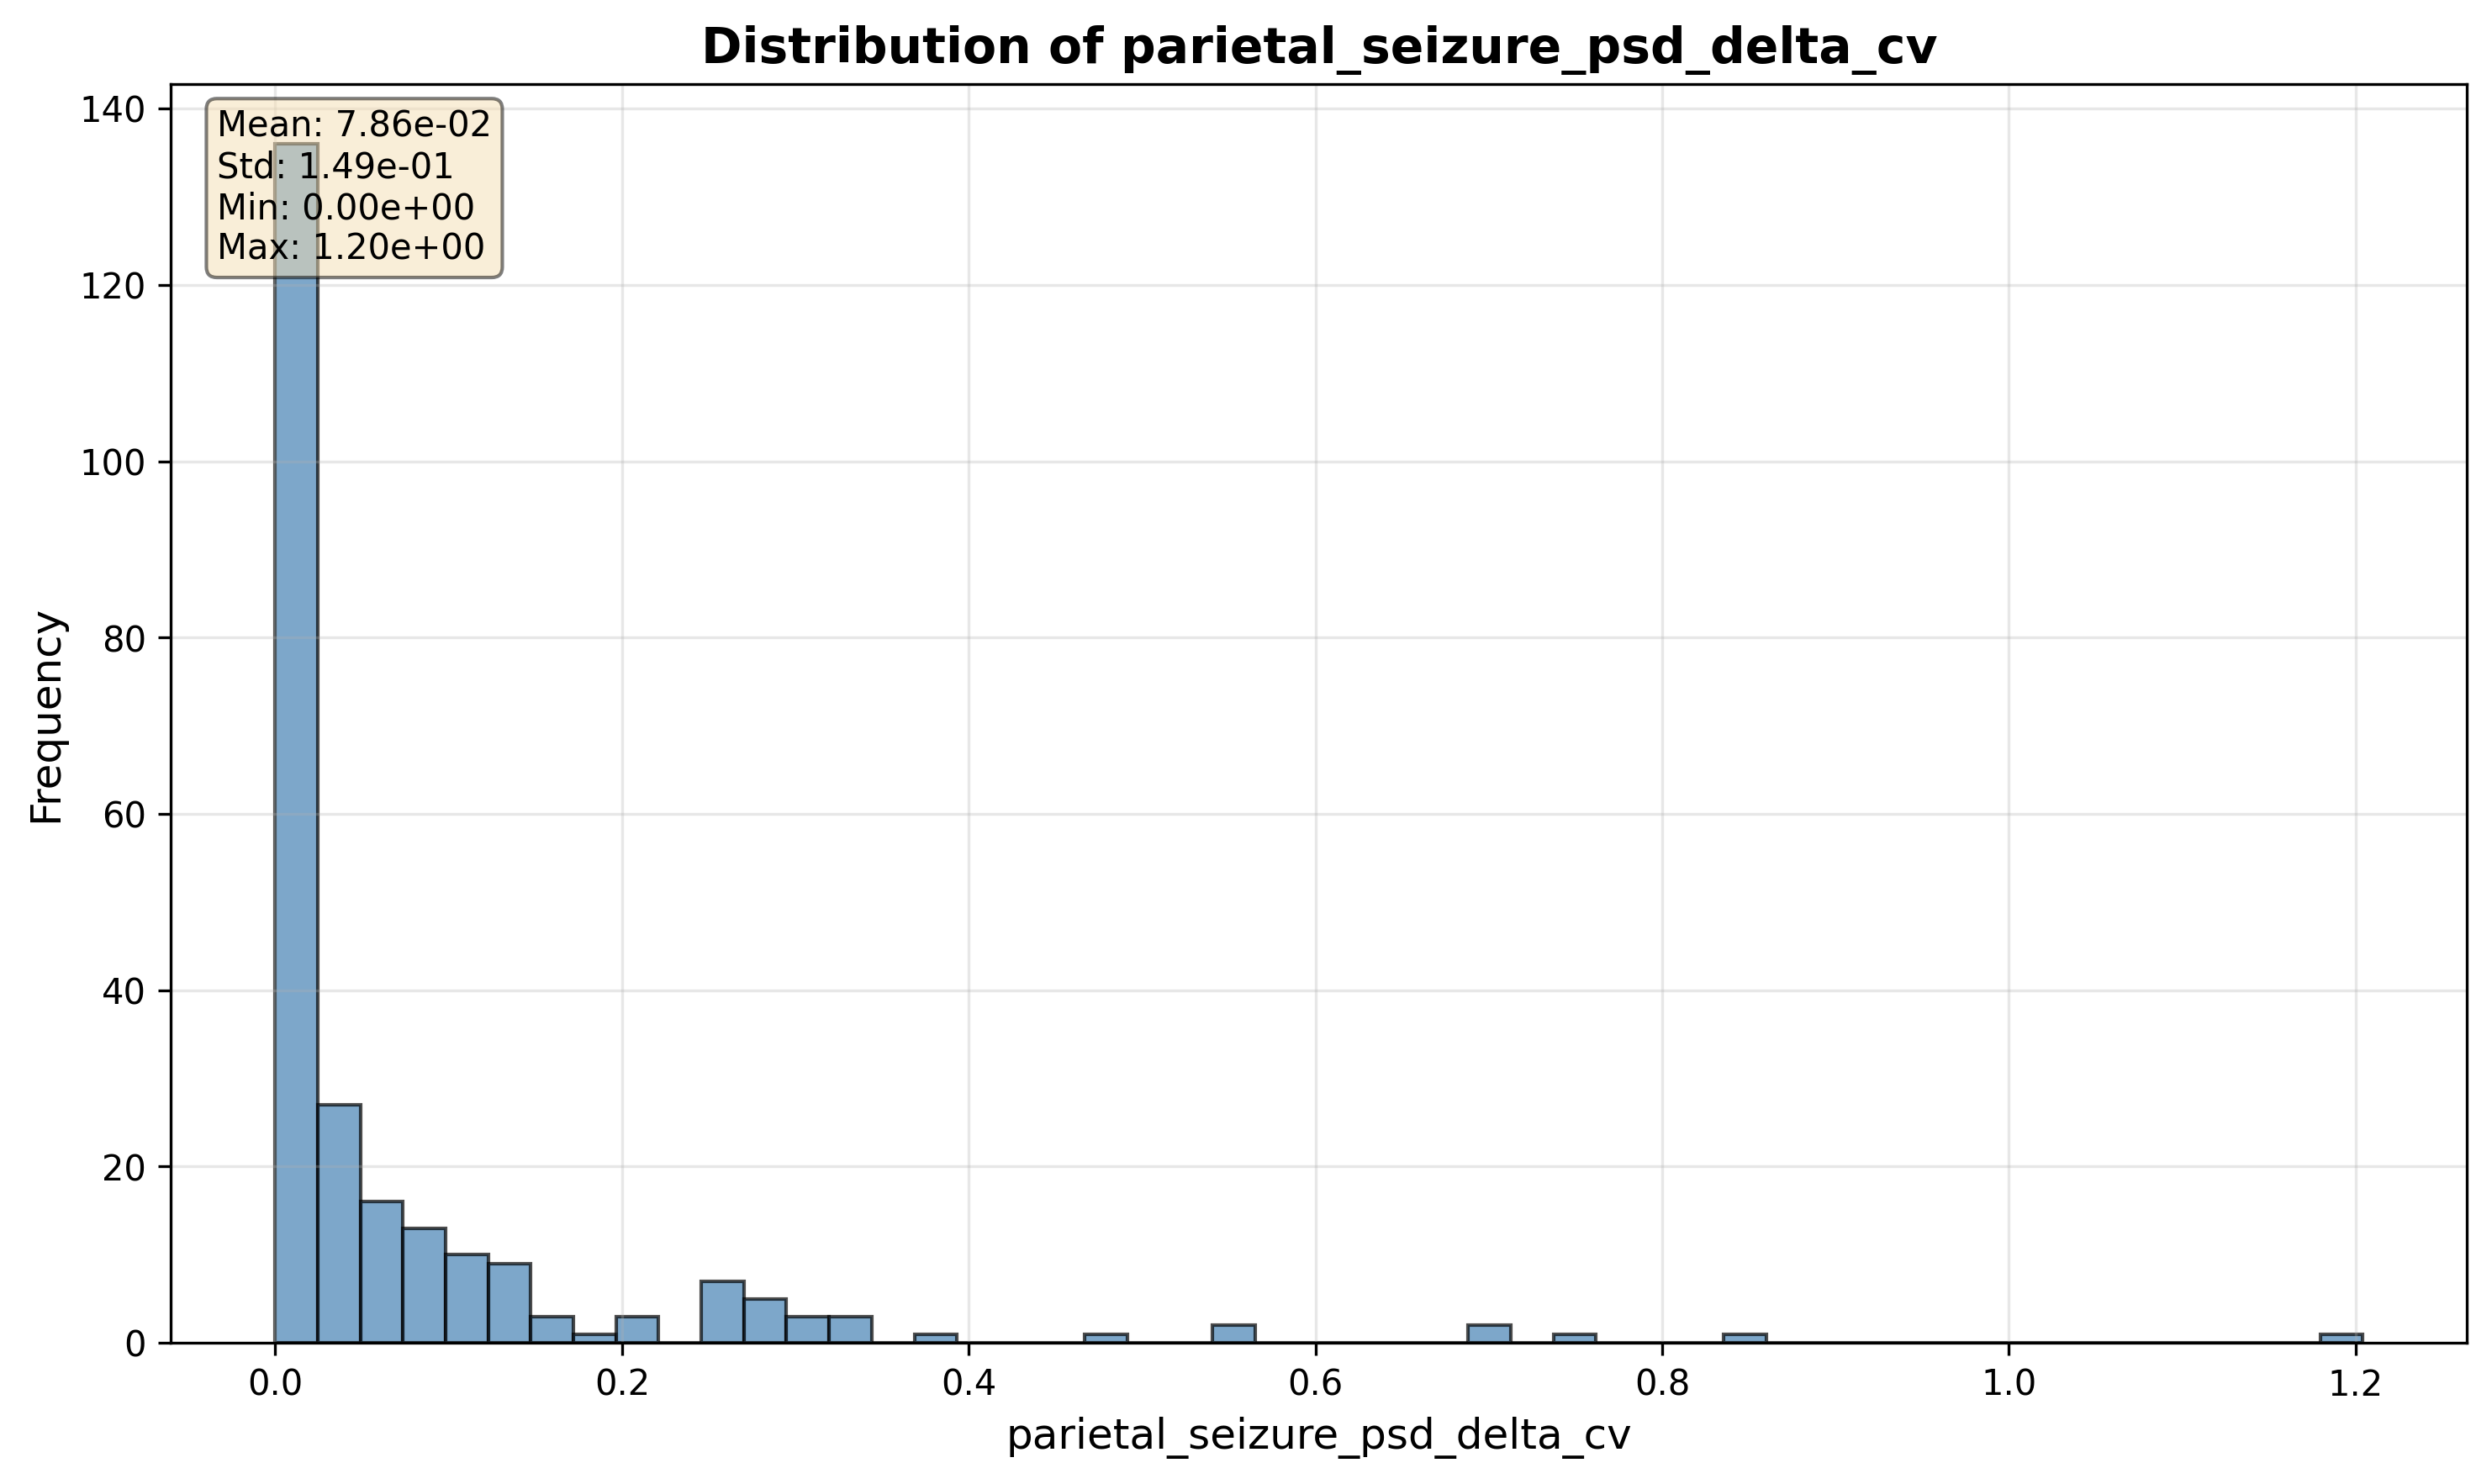 Distribution of parietal_seizure_psd_delta_cv
Mean: 7.86e-02
Std: 1.49e-01
Min: 0.00e+00
Max: 1.20e+00
Frequency
140
120
100
80
60
40
20
0
0.0 0.2 0.4 0.6 0.8 1.0 1.2
parietal_seizure_psd_delta_cv